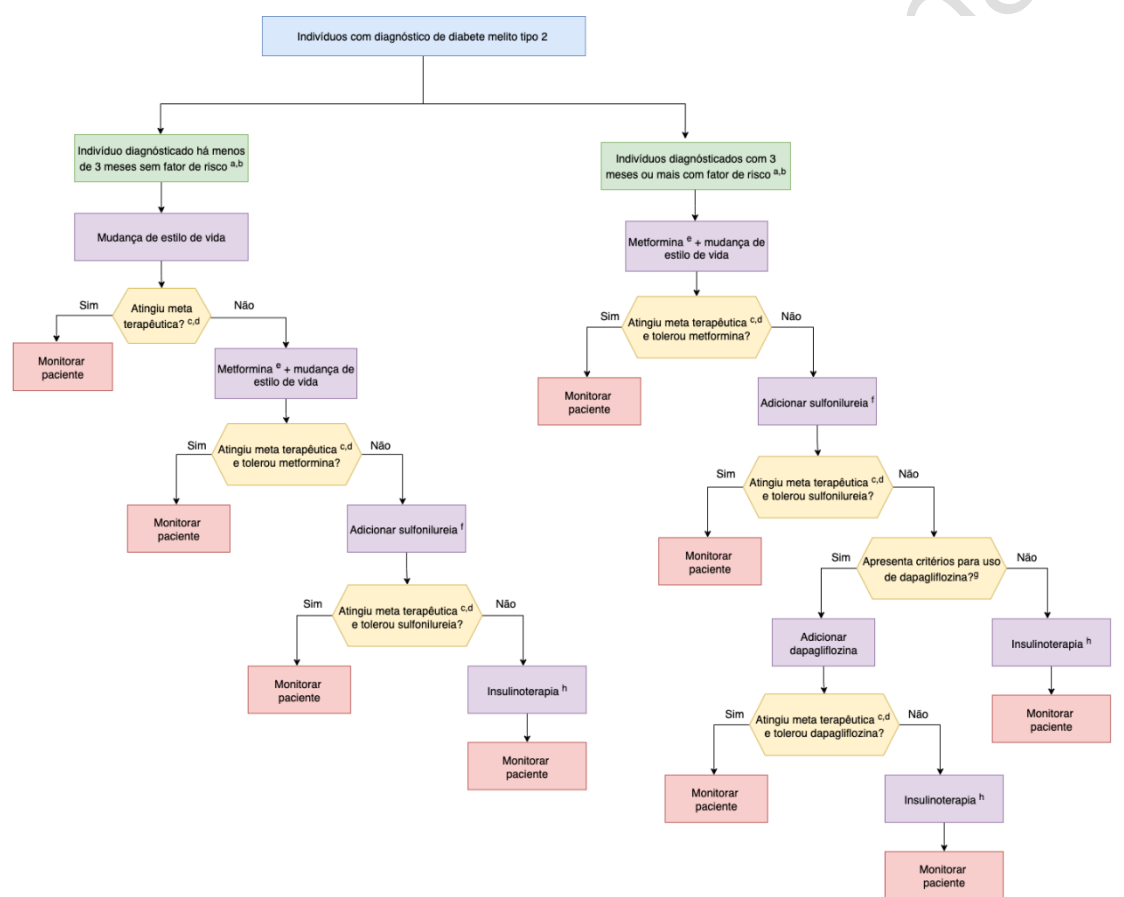 Indivíduos com diagnóstico de diabete melito tipo 2
Indivíduo diagnósticado há menos
de 3 meses sem fator de risco a,b
Mudança de estilo de vida
Atingiu meta
terapêutica? c,d
Sim
Não
Monitorar
paciente
Metformina e + mudança de
estilo de vida
Atingiu meta terapêutica c,d
e tolerou metformina?
Sim
Não
Monitorar
paciente
Adicionar sulfonilureia f
Atingiu meta terapêutica c,d
e tolerou sulfonilureia?
Sim
Não
Monitorar
paciente
Insulinoterapia h
Monitorar
paciente
Indivíduos diagnósticados com 3
meses ou mais com fator de risco a,b
Metformina e + mudança de
estilo de vida
Atingiu meta terapêutica c,d
e tolerou metformina?
Sim
Não
Monitorar
paciente
Adicionar sulfonilureia f
Atingiu meta terapêutica c,d
e tolerou sulfonilureia?
Sim
Não
Monitorar
paciente
Apresenta critérios para uso
de dapagliflozina?g
Sim
Não
Adicionar
dapagliflozina
Insulinoterapia h
Monitorar
paciente
Atingiu meta terapêutica c,d
e tolerou dapagliflozina?
Sim
Não
Monitorar
paciente
Insulinoterapia h
Monitorar
paciente